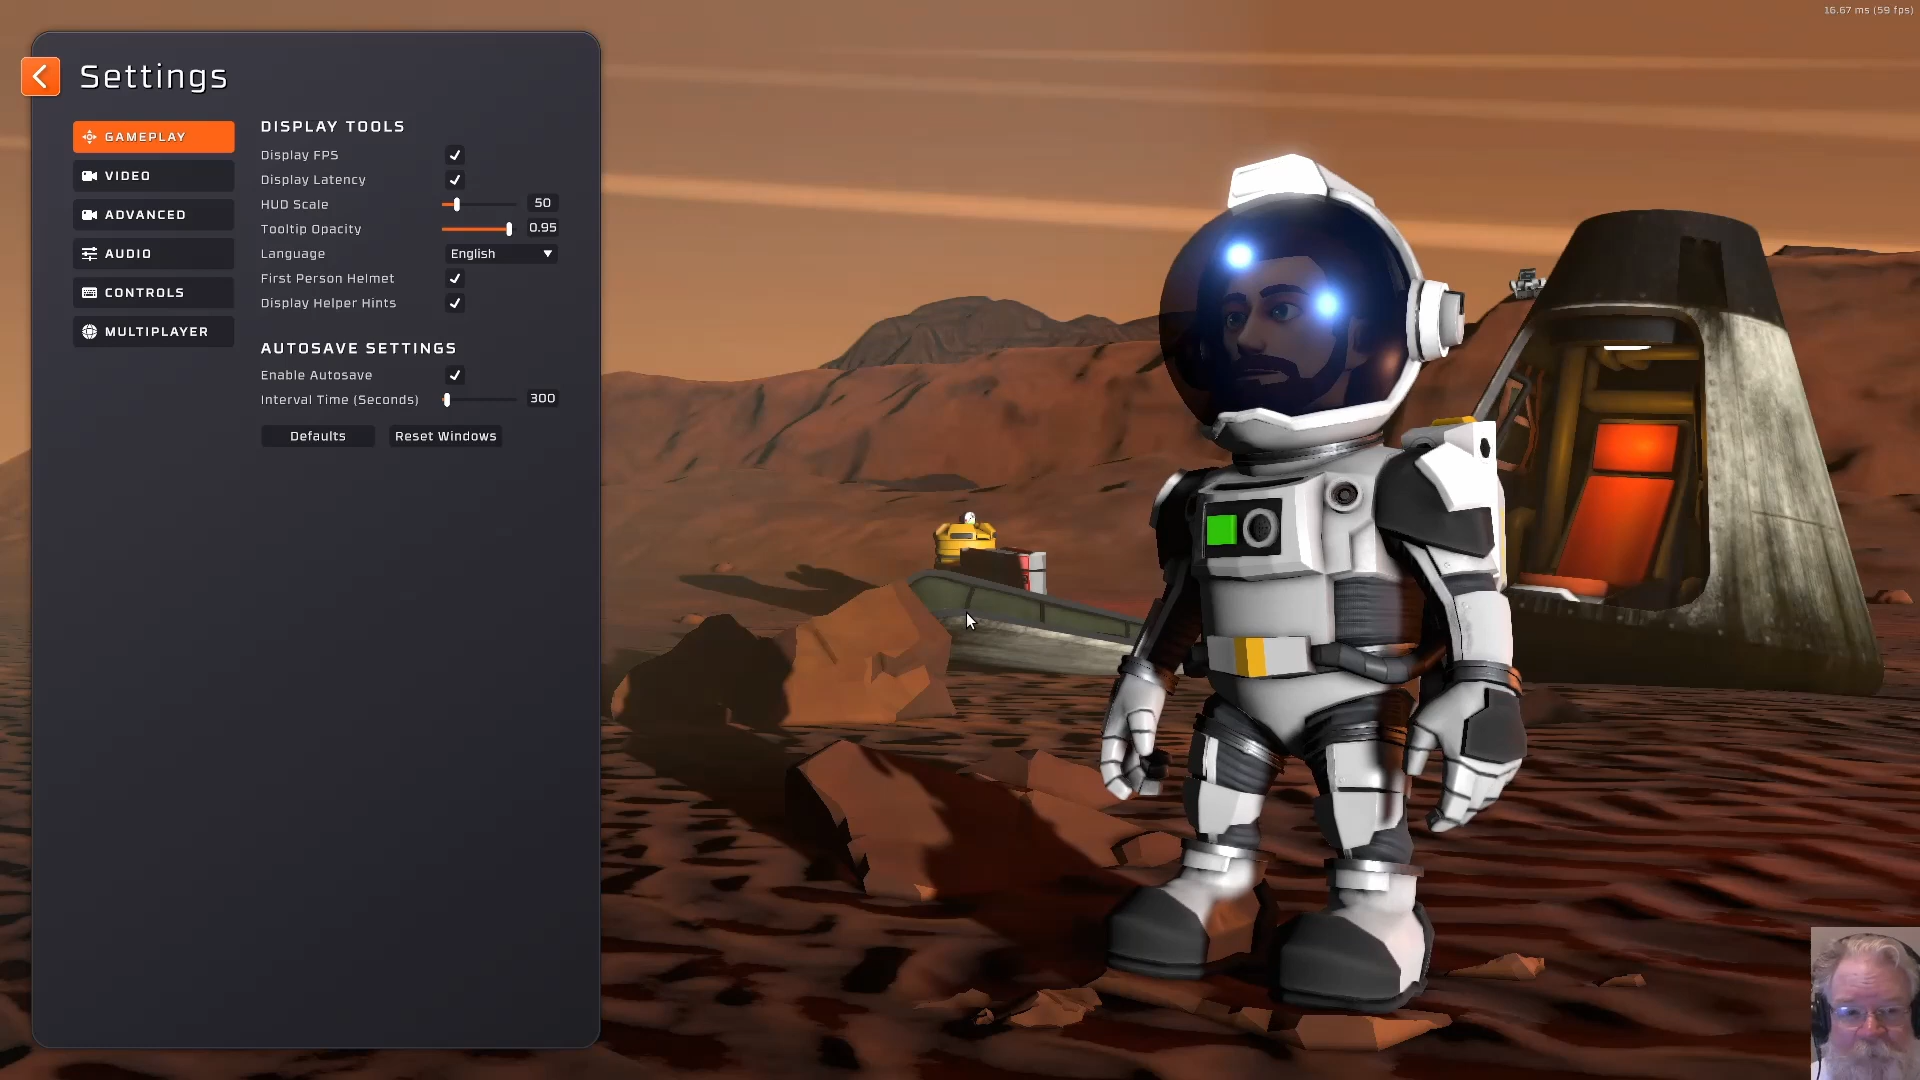 16.67 ms (59 fps)
Settings
GAMEPLAY
VIDEO
ADVANCED
AUDIO
CONTROLS
MULTIPLAYER
DISPLAY TOOLS
Display FPS
Display Latency
HUD Scale 50
Tooltip Opacity 0.95
Language English
First Person Helmet
Display Helper Hints
AUTOSAVE SETTINGS
Enable Autosave
Interval Time (Seconds) 300
Defaults Reset Windows